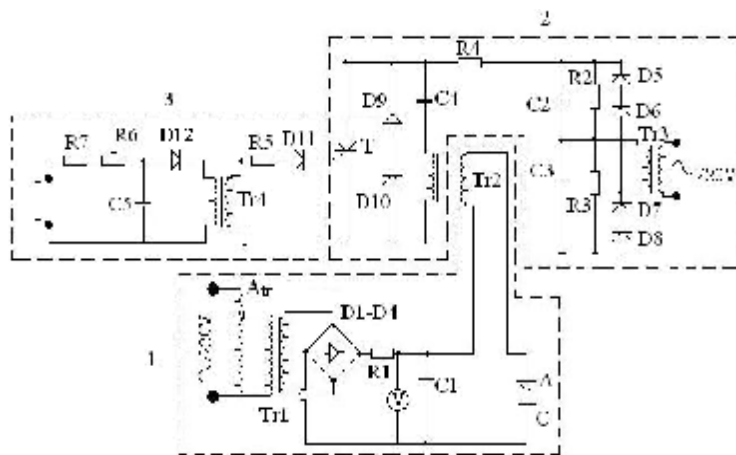 2
R4
D5
R2
3
D9
C4
C2
D6
D12
D11
R7
R6
R5
T
Tr3
C3
Tr2
C5
Tr4
D10
R3
D7
D8
Atr
D1-D4
1
R1
C1
A
V
C
Tr1